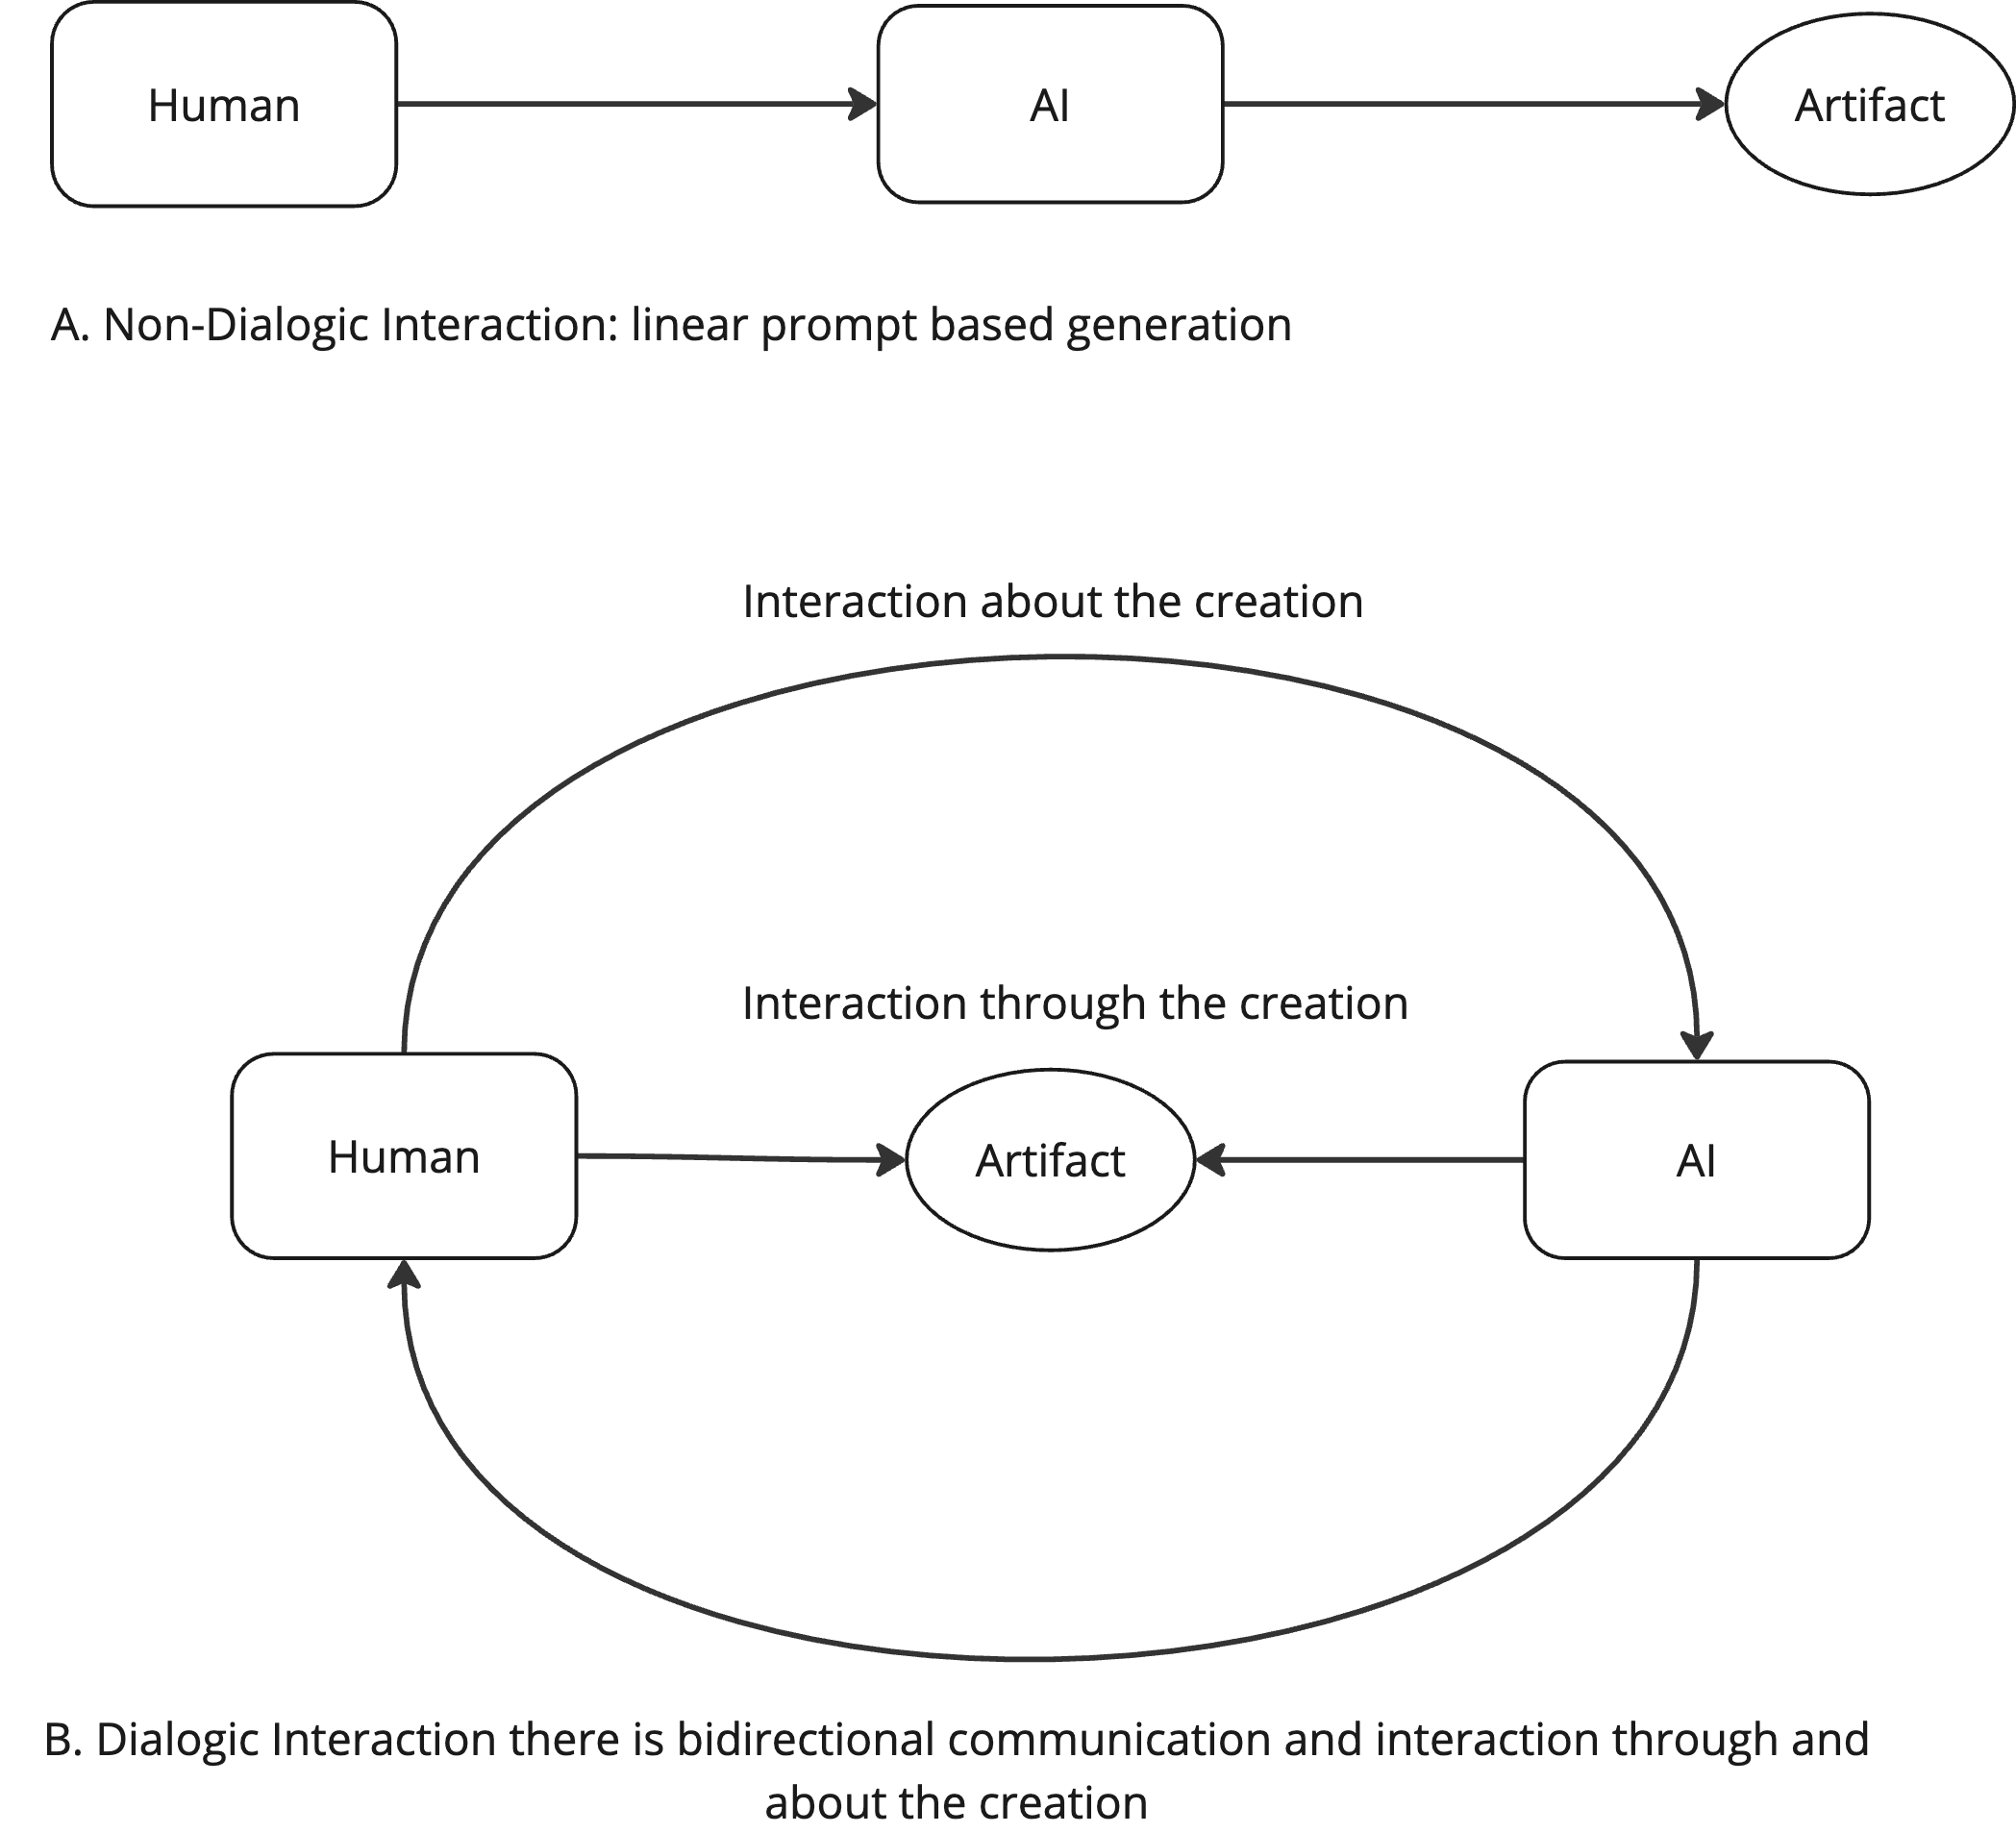 Human
AI
Artifact
A. Non-Dialogic Interaction: linear prompt based generation
Interaction about the creation
Interaction through the creation
Human
Artifact
AI
B. Dialogic Interaction there is bidirectional communication and interaction through and
about the creation